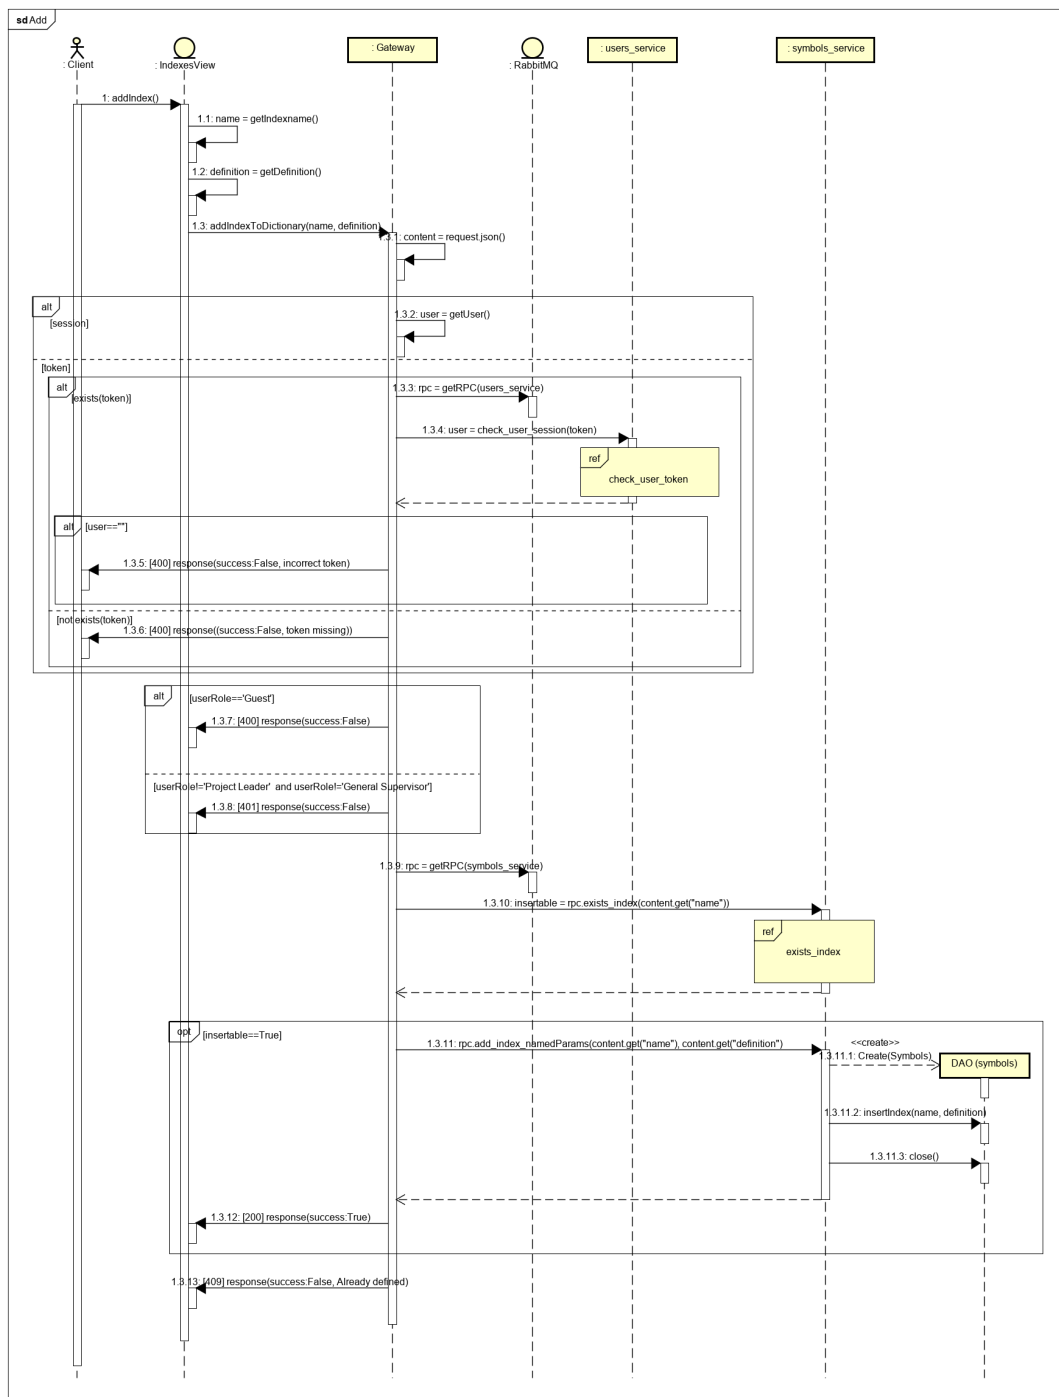 sd Add
: Client
: IndexesView
: Gateway
: RabbitMQ
: users_service
: symbols_service
1: addIndex()
1.1: name = getIndexname()
1.2: definition = getDefinition()
1.3: addIndexToDictionary(name, definition)
1.3.1: content = request.json()
alt
[session]
1.3.2: user = getUser()
[token]
alt
[exists(token)]
1.3.3: rpc = getRPC(users_service)
1.3.4: user = check_user_session(token)
ref
check_user_token
alt
[user==""]
1.3.5: [400] response(success:False, incorrect token)
[not exists(token)]
1.3.6: [400] response((success:False, token missing))
alt
[userRole=='Guest']
1.3.7: [400] response(success:False)
[userRole!='Project Leader' and userRole!='General Supervisor']
1.3.8: [401] response(success:False)
1.3.9: rpc = getRPC(symbols_service)
1.3.10: insertable = rpc.exists_index(content.get("name"))
ref
exists_index
opt
[insertable==True]
1.3.11: rpc.add_index_namedParams(content.get("name"), content.get("definition")
<<create>>
1.3.11.1: Create(Symbols)
DAO (symbols)
1.3.11.2: insertIndex(name, definition)
1.3.11.3: close()
1.3.12: [200] response(success:True)
1.3.13: [409] response(success:False, Already defined)